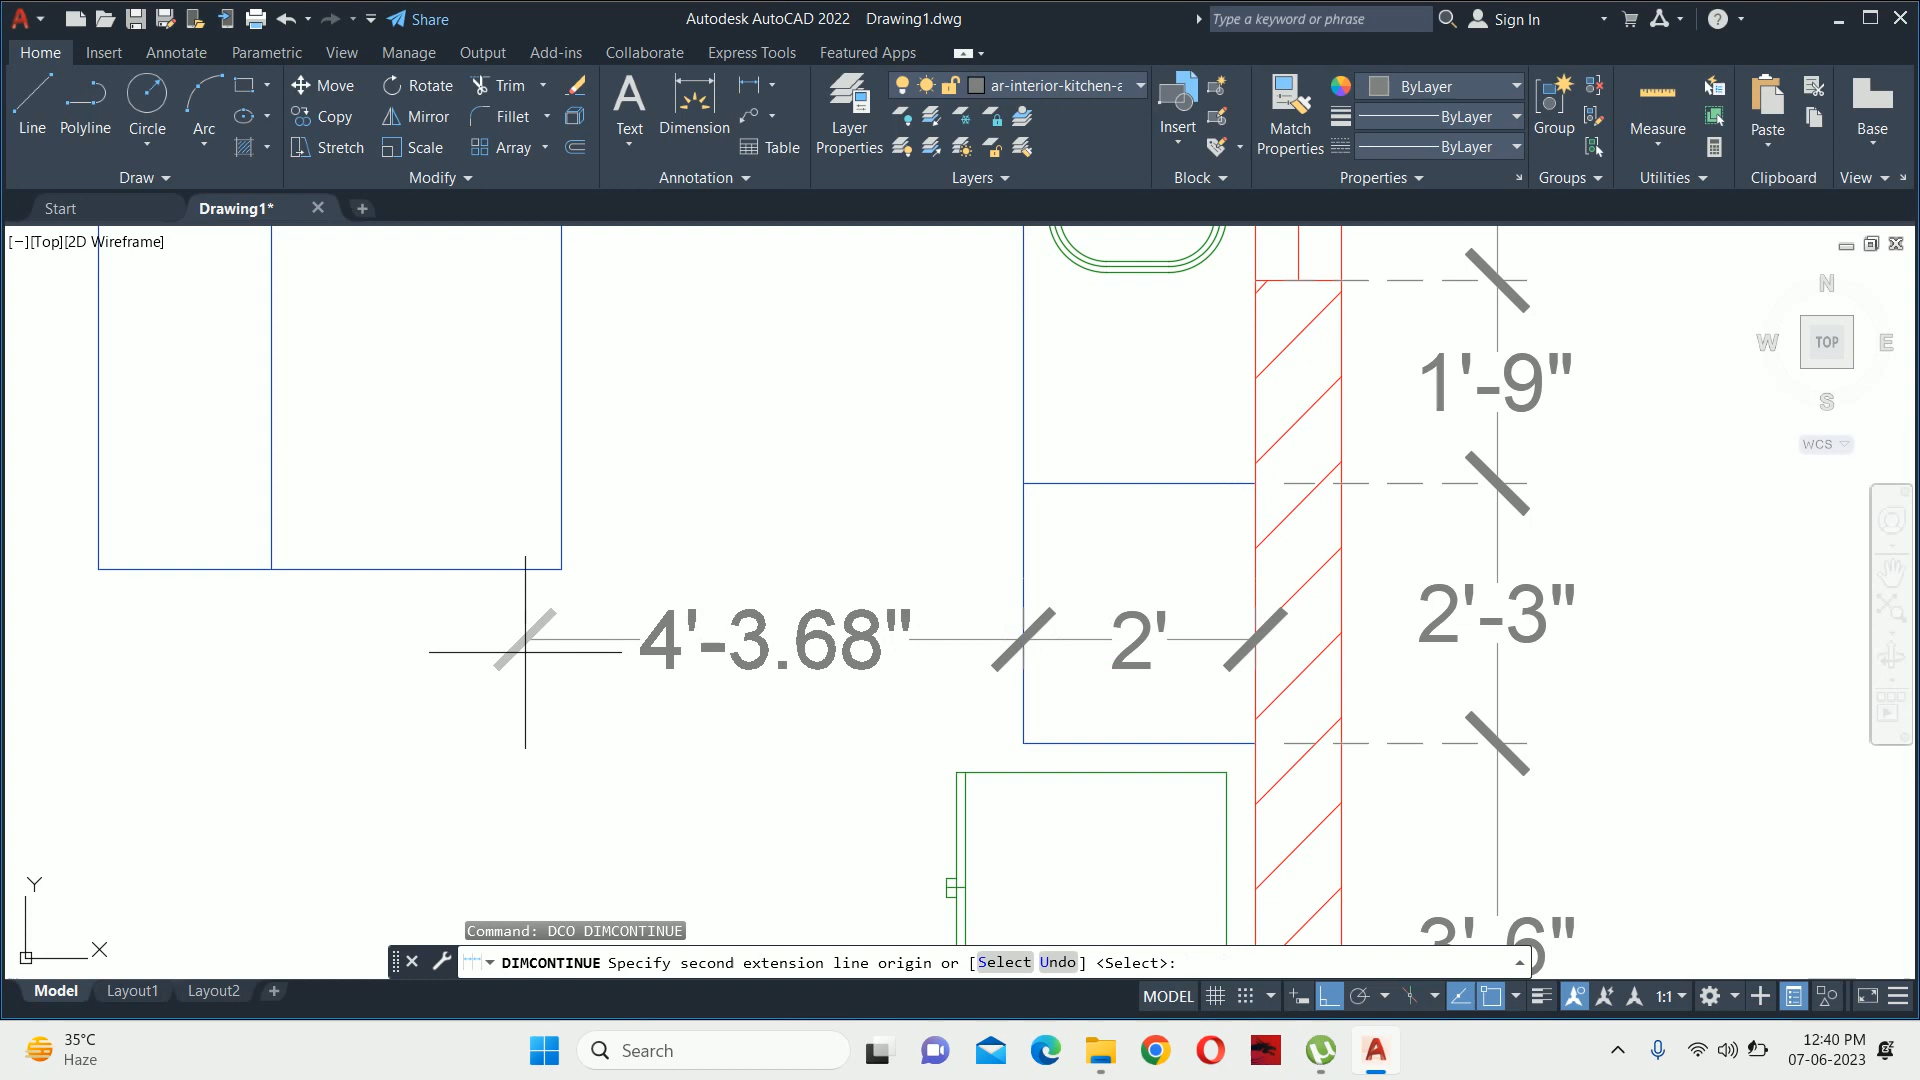 Share
Autodesk AutoCAD 2022 Drawing1.dwg
Type a keyword or phrase
Sign In
Home Insert Annotate Parametric View Manage Output Add-ins Collaborate Express Tools Featured Apps
Line Polyline Circle Arc
Draw
Move Rotate Trim
Copy Mirror Fillet
Stretch Scale Array
Modify
Text Dimension Table
Annotation
Layer Properties
ar-interior-kitchen-
Layers
Insert
Block
Match Properties
ByLayer
ByLayer
ByLayer
Properties
Group
Groups
Measure
Utilities
Paste
Clipboard
Base
View
Start Drawing1*
[−][Top][2D Wireframe]
N
W TOP E
S
WCS
1'-9"
2'-3"
4'-3.68" 2'
3'-6"
Y
X
Command: DCO DIMCONTINUE
DIMCONTINUE Specify second extension line origin or [Select Undo] <Select>:
Model Layout1 Layout2
MODEL 1:1
35°C
Haze
Search
12:40 PM
07-06-2023